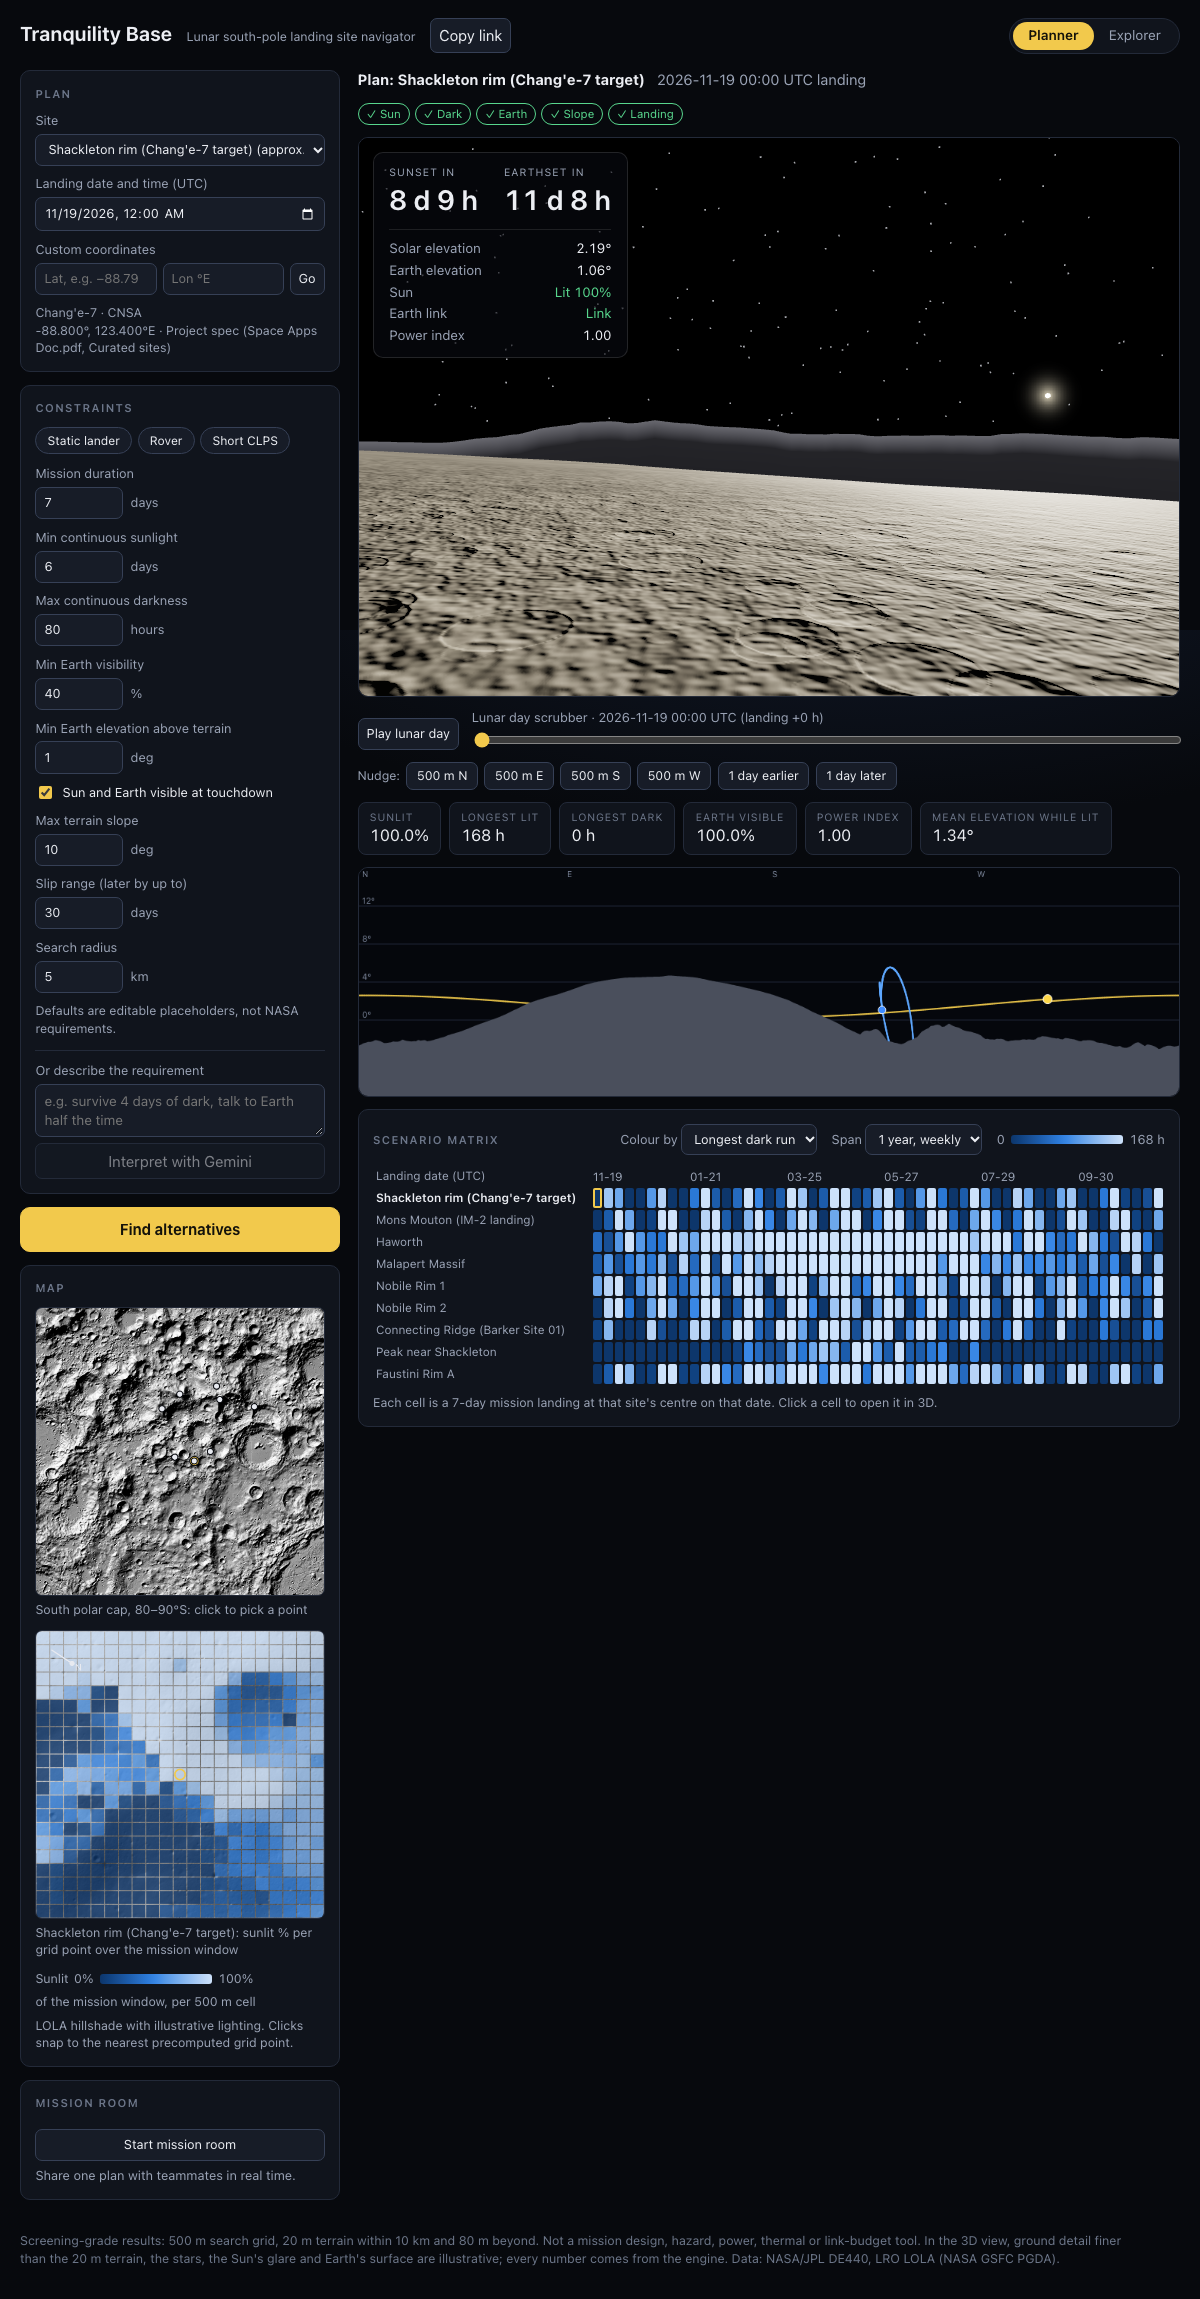 Tranquility Base
Lunar south-pole landing site navigator
Copy link
Planner
Explorer
PLAN
Site
Shackleton rim (Chang'e-7 target) (approx.
Landing date and time (UTC)
11/19/2026, 12:00 AM
Custom coordinates
Lat, e.g. −88.79
Lon °E
Go
Chang'e-7 · CNSA
-88.800°, 123.400°E · Project spec (Space Apps
Doc.pdf, Curated sites)
CONSTRAINTS
Static lander
Rover
Short CLPS
Mission duration
7 days
Min continuous sunlight
6 days
Max continuous darkness
80 hours
Min Earth visibility
40 %
Min Earth elevation above terrain
1 deg
Sun and Earth visible at touchdown
Max terrain slope
10 deg
Slip range (later by up to)
30 days
Search radius
5 km
Defaults are editable placeholders, not NASA
requirements.
Or describe the requirement
e.g. survive 4 days of dark, talk to Earth
half the time
Interpret with Gemini
Find alternatives
MAP
South polar cap, 80–90°S: click to pick a point
Shackleton rim (Chang'e-7 target): sunlit % per
grid point over the mission window
Sunlit 0% 100%
of the mission window, per 500 m cell
LOLA hillshade with illustrative lighting. Clicks
snap to the nearest precomputed grid point.
MISSION ROOM
Start mission room
Share one plan with teammates in real time.
Plan: Shackleton rim (Chang'e-7 target) 2026-11-19 00:00 UTC landing
✓ Sun
✓ Dark
✓ Earth
✓ Slope
✓ Landing
SUNSET IN
8 d 9 h
EARTHSET IN
11 d 8 h
Solar elevation 2.19°
Earth elevation 1.06°
Sun Lit 100%
Earth link Link
Power index 1.00
Play lunar day
Lunar day scrubber · 2026-11-19 00:00 UTC (landing +0 h)
Nudge:
500 m N
500 m E
500 m S
500 m W
1 day earlier
1 day later
SUNLIT
100.0%
LONGEST LIT
168 h
LONGEST DARK
0 h
EARTH VISIBLE
100.0%
POWER INDEX
1.00
MEAN ELEVATION WHILE LIT
1.34°
N E S W
12°
8°
4°
0°
SCENARIO MATRIX
Colour by Longest dark run
Span 1 year, weekly
0 168 h
Landing date (UTC) 11-19 01-21 03-25 05-27 07-29 09-30
Shackleton rim (Chang'e-7 target)
Mons Mouton (IM-2 landing)
Haworth
Malapert Massif
Nobile Rim 1
Nobile Rim 2
Connecting Ridge (Barker Site 01)
Peak near Shackleton
Faustini Rim A
Each cell is a 7-day mission landing at that site's centre on that date. Click a cell to open it in 3D.
Screening-grade results: 500 m search grid, 20 m terrain within 10 km and 80 m beyond. Not a mission design, hazard, power, thermal or link-budget tool. In the 3D view, ground detail finer
than the 20 m terrain, the stars, the Sun's glare and Earth's surface are illustrative; every number comes from the engine. Data: NASA/JPL DE440, LRO LOLA (NASA GSFC PGDA).